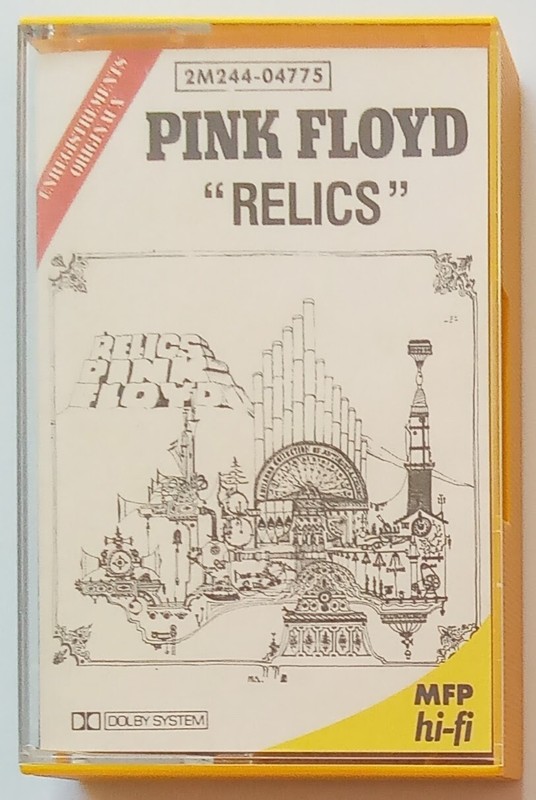 ENREGISTREMENTS
ORIGINAUX
2M244-04775
PINK FLOYD
“RELICS”
RELICS
PINK
FLOYD
DOLBY SYSTEM
MFP
hi-fi